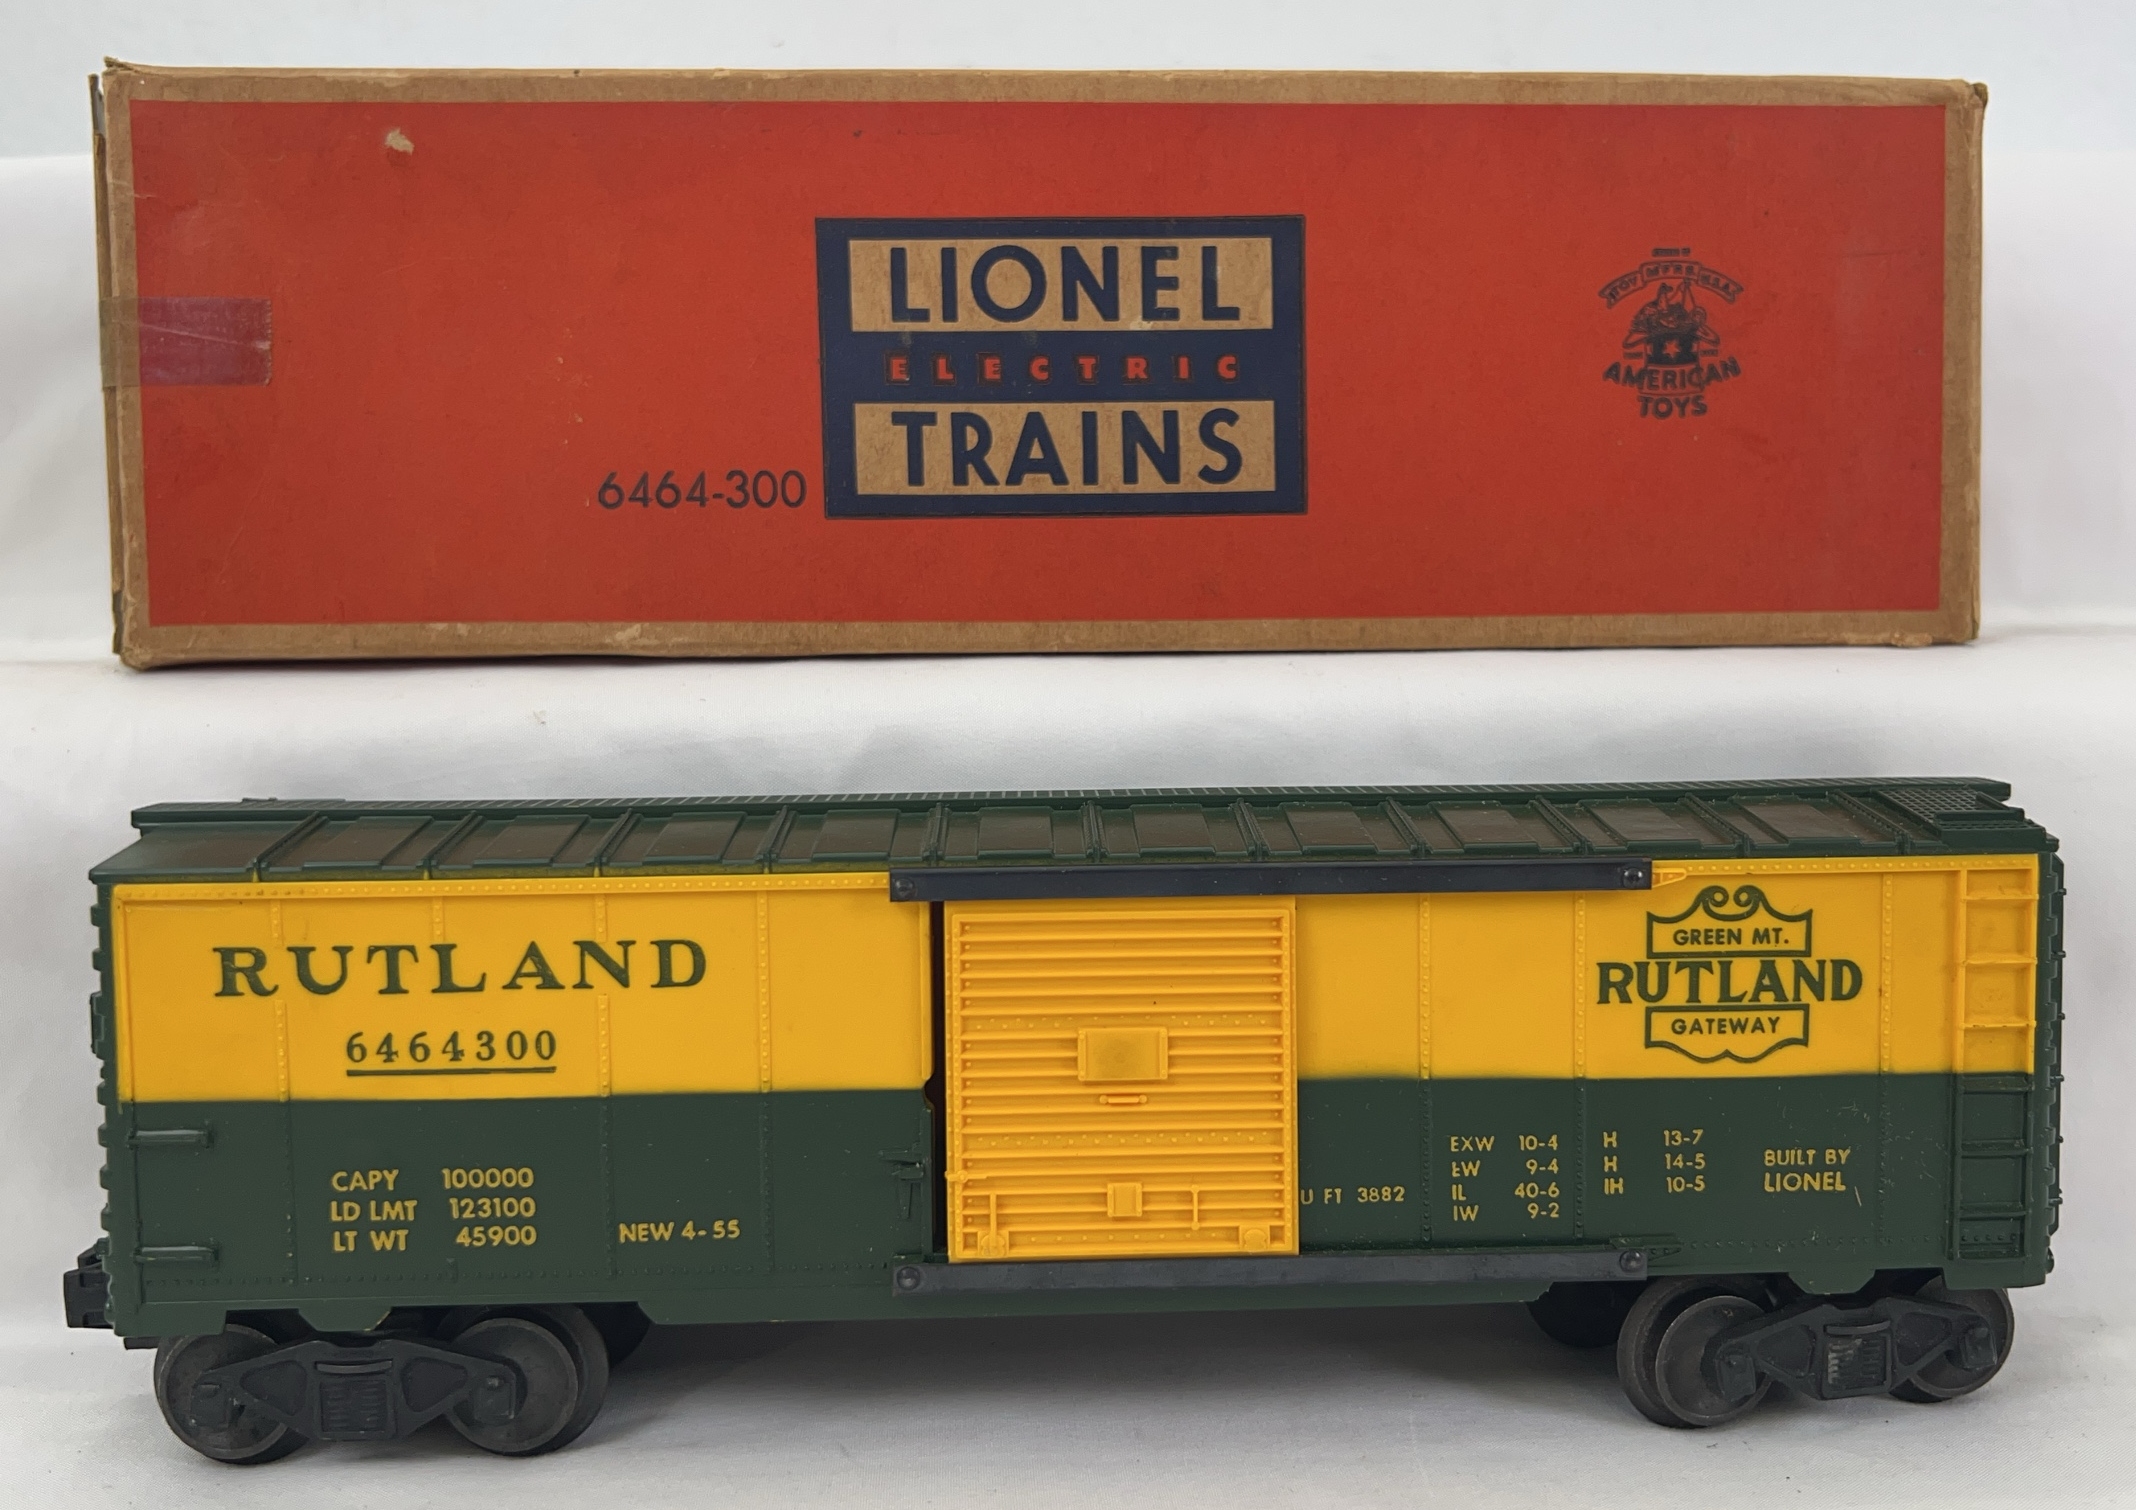 LIONEL
ELECTRIC
TRAINS
6464-300
TOY MFRS. U.S.A.
AMERICAN
TOYS
RUTLAND
6464300
GREEN MT.
RUTLAND
GATEWAY
CAPY 100000
LD LMT 123100
LT WT 45900
NEW 4-55
U FT 3882
EXW 10-4 H 13-7
EW 9-4 H 14-5
IL 40-6 IH 10-5
IW 9-2
BUILT BY
LIONEL